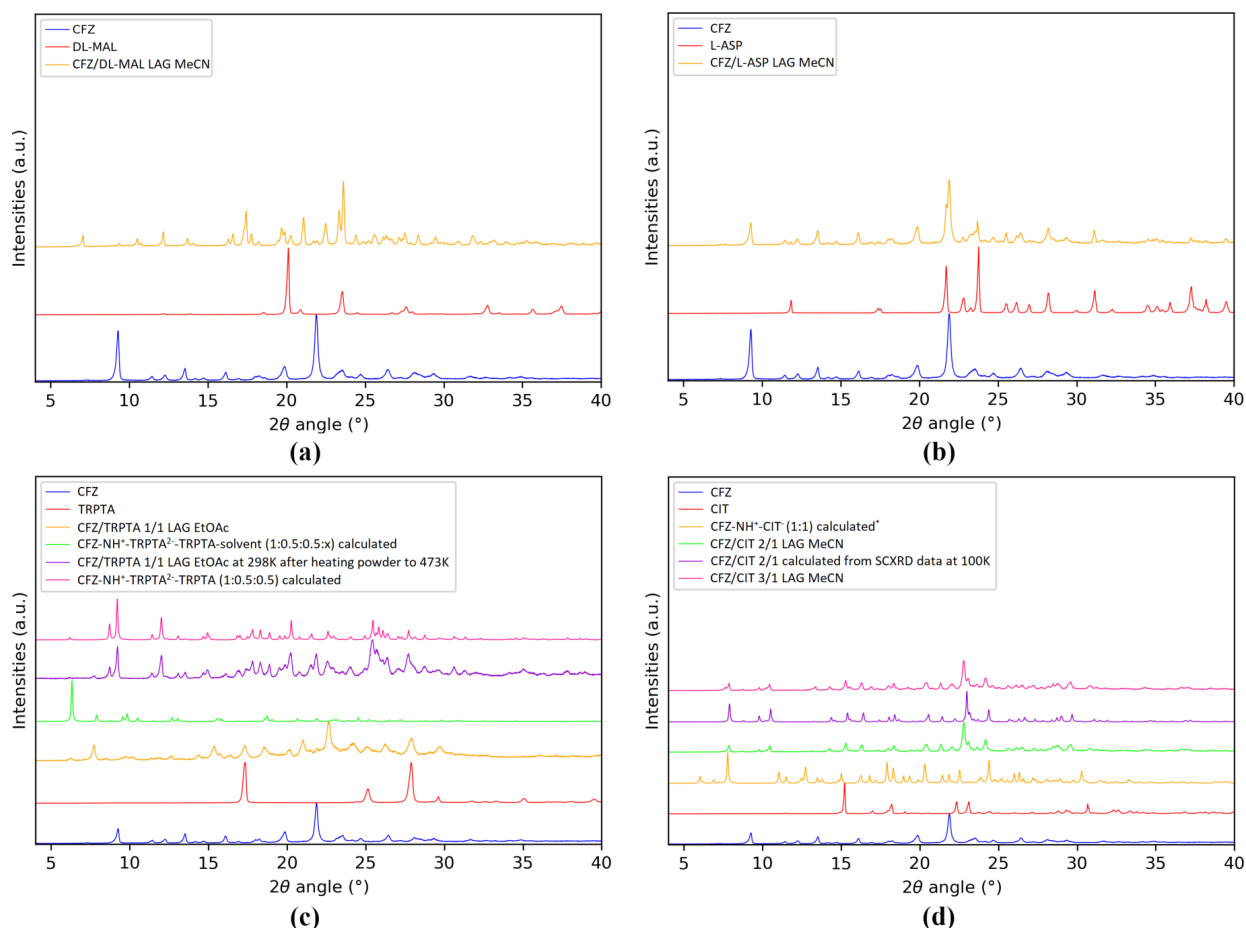 CFZ
DL-MAL
CFZ/DL-MAL LAG MeCN
Intensities (a.u.)
5 10 15 20 25 30 35 40
2θ angle (°)
(a)
CFZ
L-ASP
CFZ/L-ASP LAG MeCN
Intensities (a.u.)
5 10 15 20 25 30 35 40
2θ angle (°)
(b)
CFZ
TRPTA
CFZ/TRPTA 1/1 LAG EtOAc
CFZ-NH⁺-TRPTA²⁻-TRPTA-solvent (1:0.5:0.5:x) calculated
CFZ/TRPTA 1/1 LAG EtOAc at 298K after heating powder to 473K
CFZ-NH⁺-TRPTA²⁻-TRPTA (1:0.5:0.5) calculated
Intensities (a.u.)
5 10 15 20 25 30 35 40
2θ angle (°)
(c)
CFZ
CIT
CFZ-NH⁺-CIT⁻ (1:1) calculated*
CFZ/CIT 2/1 LAG MeCN
CFZ/CIT 2/1 calculated from SCXRD data at 100K
CFZ/CIT 3/1 LAG MeCN
Intensities (a.u.)
5 10 15 20 25 30 35 40
2θ angle (°)
(d)